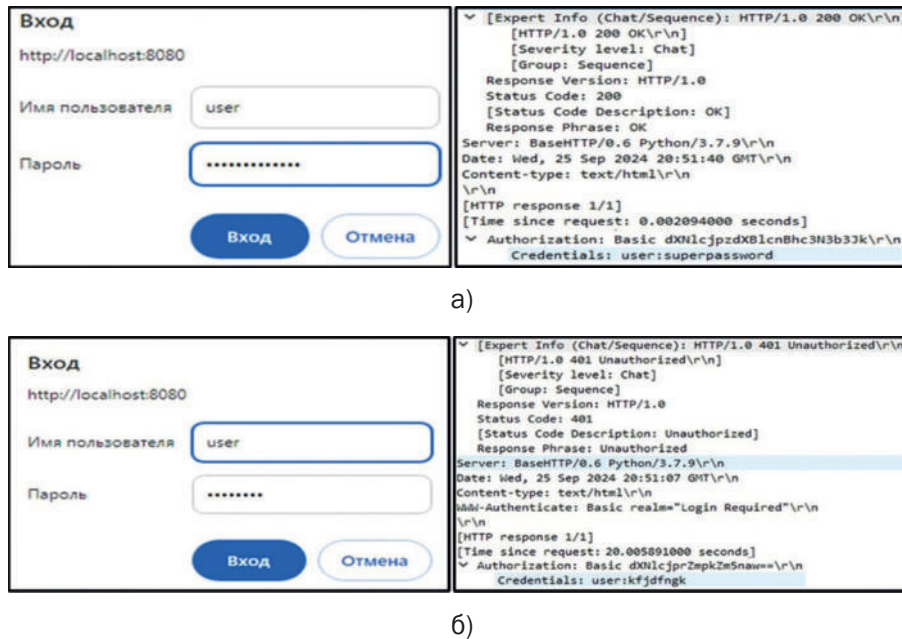 Вход
http://localhost:8080
Имя пользователя
user
Пароль
•••••••••••••
Вход
Отмена
[Expert Info (Chat/Sequence): HTTP/1.0 200 OK\r\n]
[HTTP/1.0 200 OK\r\n]
[Severity level: Chat]
[Group: Sequence]
Response Version: HTTP/1.0
Status Code: 200
[Status Code Description: OK]
Response Phrase: OK
Server: BaseHTTP/0.6 Python/3.7.9\r\n
Date: Wed, 25 Sep 2024 20:51:40 GMT\r\n
Content-type: text/html\r\n
\r\n
[HTTP response 1/1]
[Time since request: 0.002094000 seconds]
Authorization: Basic dXNlcjpzdXBlcnBhc3N3b3Jk\r\n
Credentials: user:superpassword
а)
Вход
http://localhost:8080
Имя пользователя
user
Пароль
••••••••
Вход
Отмена
[Expert Info (Chat/Sequence): HTTP/1.0 401 Unauthorized\r\n
[HTTP/1.0 401 Unauthorized\r\n]
[Severity level: Chat]
[Group: Sequence]
Response Version: HTTP/1.0
Status Code: 401
[Status Code Description: Unauthorized]
Response Phrase: Unauthorized
Server: BaseHTTP/0.6 Python/3.7.9\r\n
Date: Wed, 25 Sep 2024 20:51:07 GMT\r\n
Content-type: text/html\r\n
WWW-Authenticate: Basic realm="Login Required"\r\n
\r\n
[HTTP response 1/1]
[Time since request: 20.005891000 seconds]
Authorization: Basic dXNlcjprZmpkZm5naw==\r\n
Credentials: user:kfjdfngk
б)